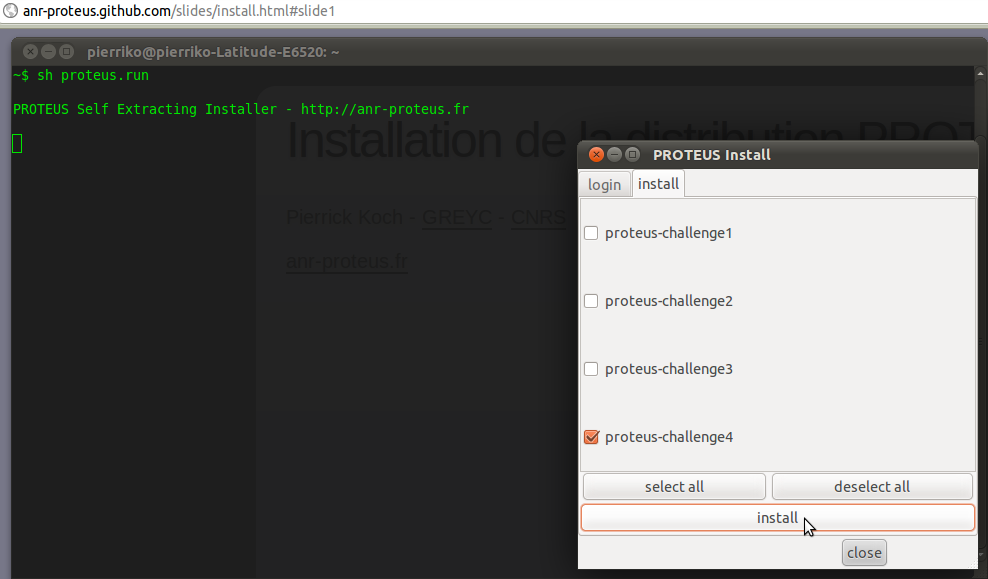 anr-proteus.github.com/slides/install.html#slide1
pierriko@pierriko-Latitude-E6520: ~
~$ sh proteus.run
PROTEUS Self Extracting Installer - http://anr-proteus.fr
Installation de la distribution PROT
Pierrick Koch - GREYC - CNRS
anr-proteus.fr
PROTEUS Install
login
install
proteus-challenge1
proteus-challenge2
proteus-challenge3
proteus-challenge4
select all
deselect all
install
close